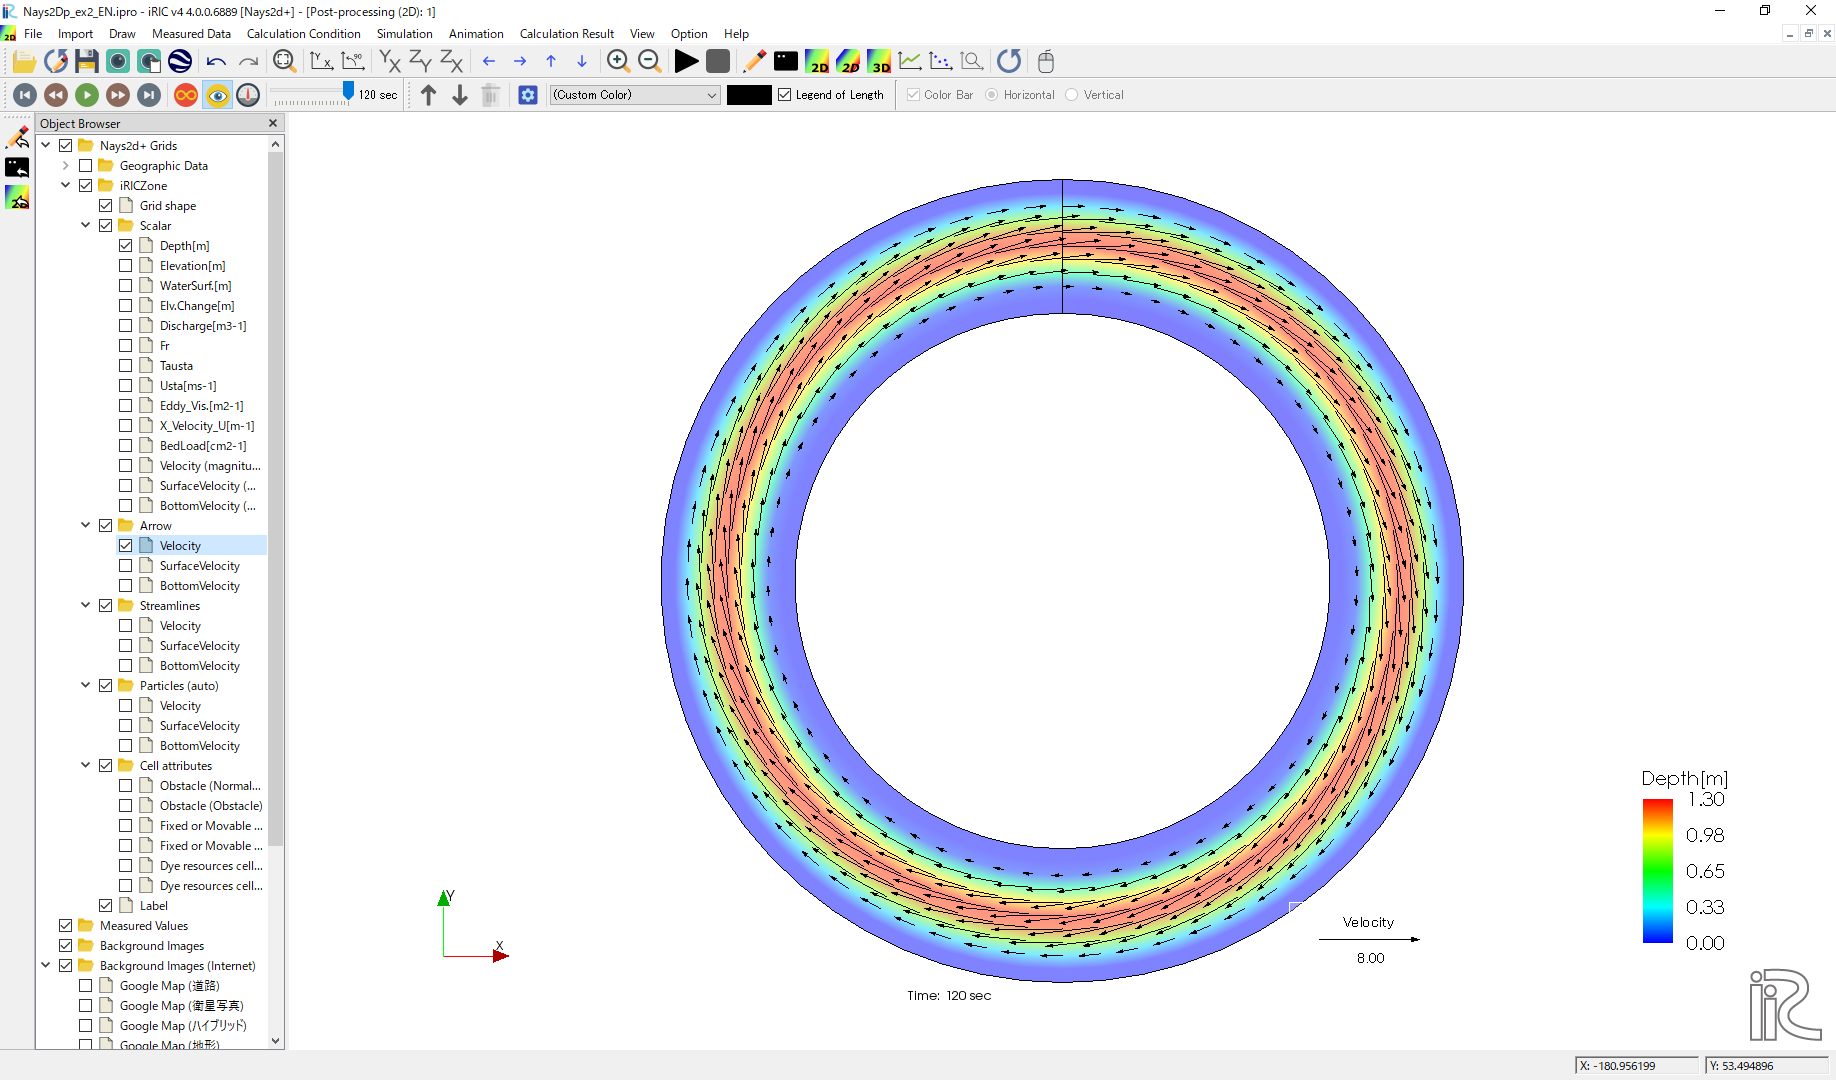 Nays2Dp_ex2_EN.ipro - iRIC v4 4.0.0.6889 [Nays2d+] - [Post-processing (2D): 1]
File Import Draw Measured Data Calculation Condition Simulation Animation Calculation Result View Option Help
120 sec (Custom Color) Legend of Length Color Bar Horizontal Vertical
Object Browser
Nays2d+ Grids
Geographic Data
iRICZone
Grid shape
Scalar
Depth[m]
Elevation[m]
WaterSurf.[m]
Elv.Change[m]
Discharge[m3-1]
Fr
Tausta
Usta[ms-1]
Eddy_Vis.[m2-1]
X_Velocity_U[m-1]
BedLoad[cm2-1]
Velocity (magnitu...
SurfaceVelocity (...
BottomVelocity (...
Arrow
Velocity
SurfaceVelocity
BottomVelocity
Streamlines
Velocity
SurfaceVelocity
BottomVelocity
Particles (auto)
Velocity
SurfaceVelocity
BottomVelocity
Cell attributes
Obstacle (Normal...
Obstacle (Obstacle)
Fixed or Movable ...
Fixed or Movable ...
Dye resources cell...
Dye resources cell...
Label
Measured Values
Background Images
Background Images (Internet)
Google Map (道路)
Google Map (衛星写真)
Google Map (ハイブリッド)
Google Map (地形)
Y
X
Time: 120 sec
Velocity
8.00
Depth[m]
1.30
0.98
0.65
0.33
0.00
iRIC
X: -180.956199
Y: 53.494896